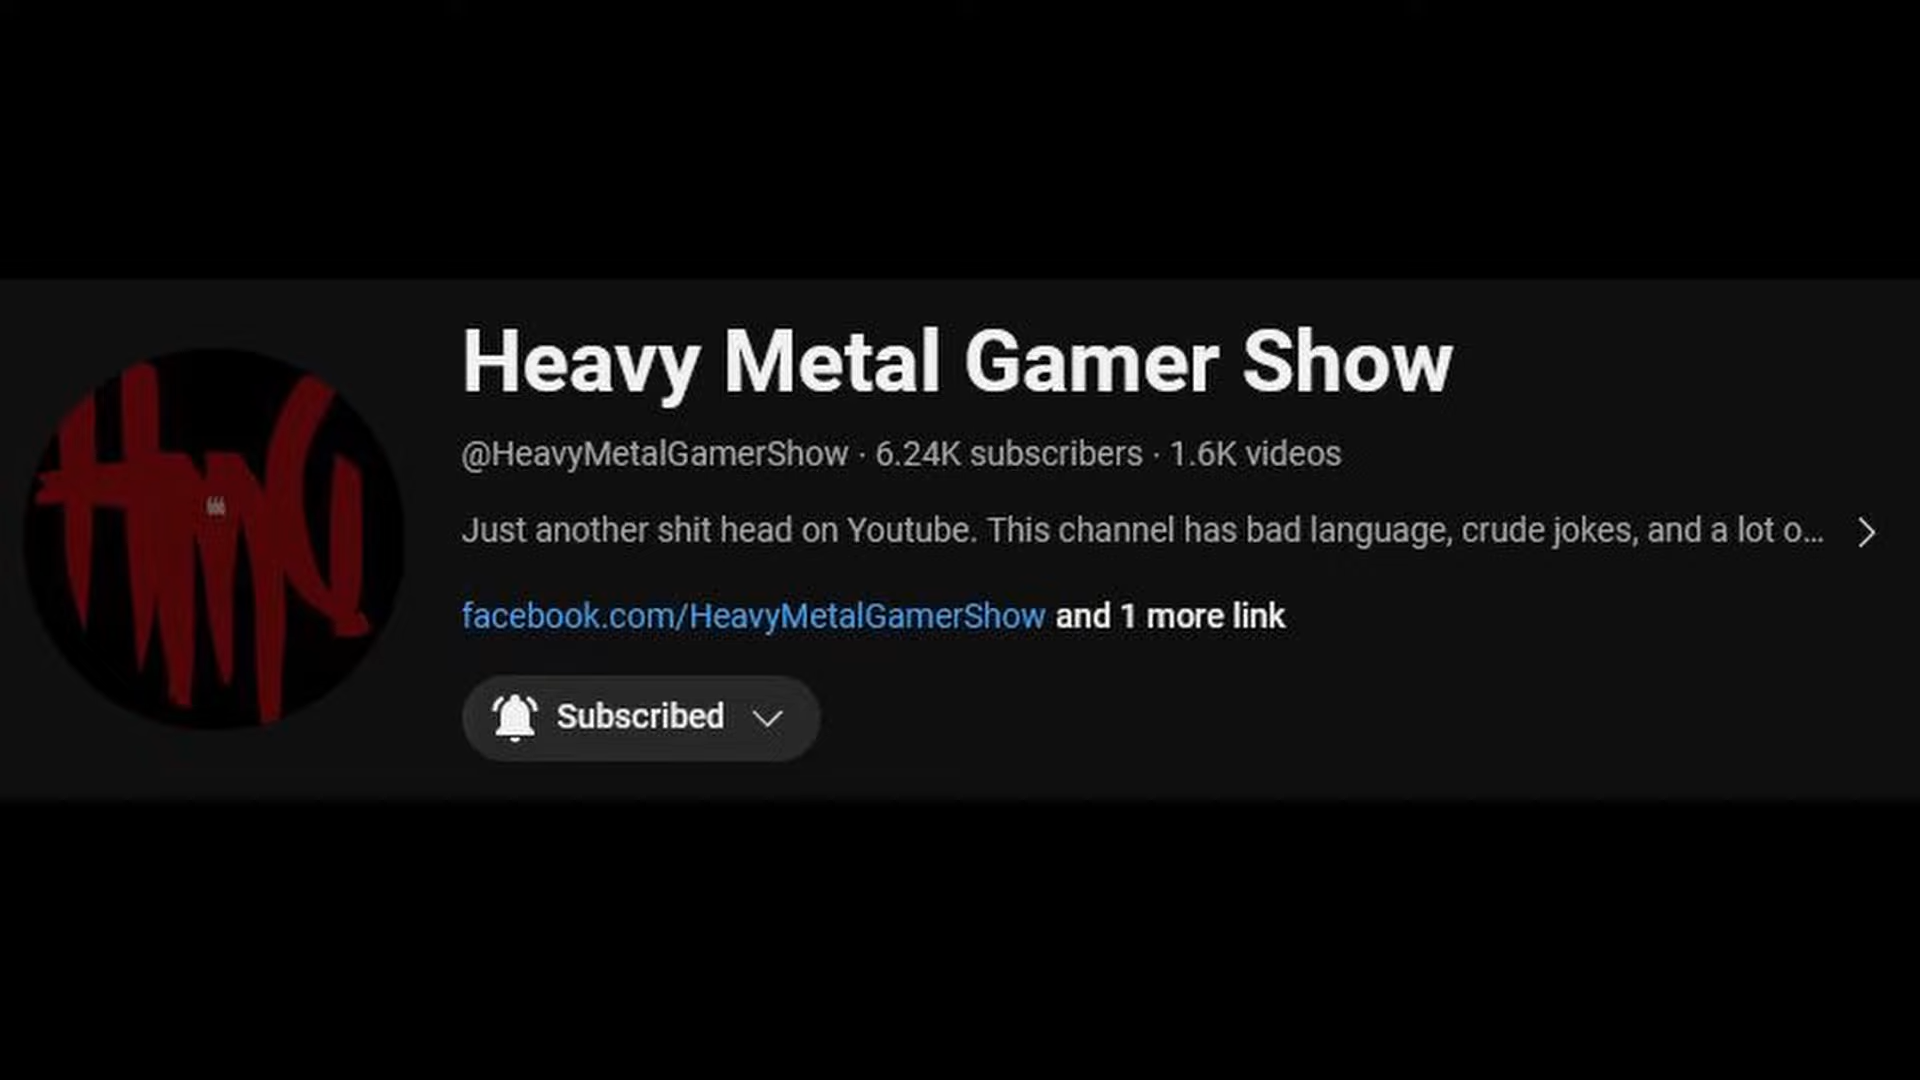 HMG
Heavy Metal Gamer Show
@HeavyMetalGamerShow · 6.24K subscribers · 1.6K videos
Just another shit head on Youtube. This channel has bad language, crude jokes, and a lot o...
facebook.com/HeavyMetalGamerShow and 1 more link
Subscribed